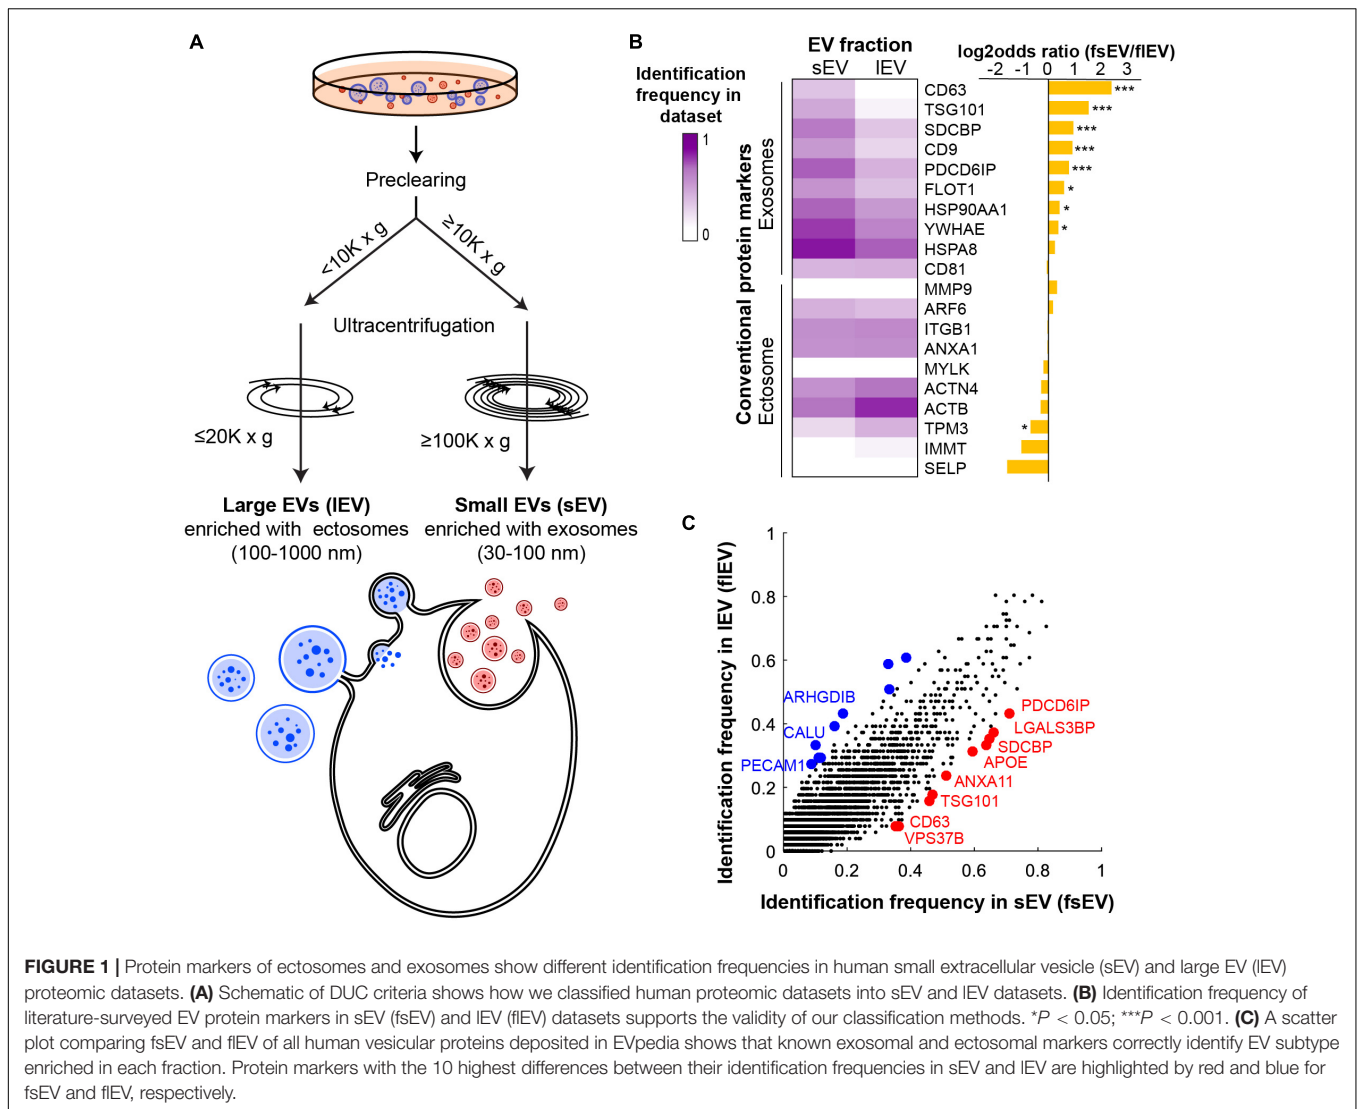 A
Preclearing
<10K x g
≥10K x g
Ultracentrifugation
≤20K x g
≥100K x g
Large EVs (lEV)
enriched with ectosomes
(100-1000 nm)
Small EVs (sEV)
enriched with exosomes
(30-100 nm)
B
EV fraction
sEV lEV
Identification
frequency in
dataset
1
0
Conventional protein markers
Exosomes
Ectosome
log2odds ratio (fsEV/flEV)
-2 -1 0 1 2 3
CD63 ***
TSG101 ***
SDCBP ***
CD9 ***
PDCD6IP ***
FLOT1 *
HSP90AA1 *
YWHAE *
HSPA8
CD81
MMP9
ARF6
ITGB1
ANXA1
MYLK
ACTN4
ACTB
TPM3 *
IMMT
SELP
C
Identification frequency in lEV (flEV)
1
0.8
0.6
0.4
0.2
0
0 0.2 0.4 0.6 0.8 1
Identification frequency in sEV (fsEV)
ARHGDIB
CALU
PECAM1
PDCD6IP
LGALS3BP
SDCBP
APOE
ANXA11
TSG101
CD63
VPS37B
FIGURE 1 | Protein markers of ectosomes and exosomes show different identification frequencies in human small extracellular vesicle (sEV) and large EV (lEV)
proteomic datasets. (A) Schematic of DUC criteria shows how we classified human proteomic datasets into sEV and lEV datasets. (B) Identification frequency of
literature-surveyed EV protein markers in sEV (fsEV) and lEV (flEV) datasets supports the validity of our classification methods. *P < 0.05; ***P < 0.001. (C) A scatter
plot comparing fsEV and flEV of all human vesicular proteins deposited in EVpedia shows that known exosomal and ectosomal markers correctly identify EV subtype
enriched in each fraction. Protein markers with the 10 highest differences between their identification frequencies in sEV and lEV are highlighted by red and blue for
fsEV and flEV, respectively.